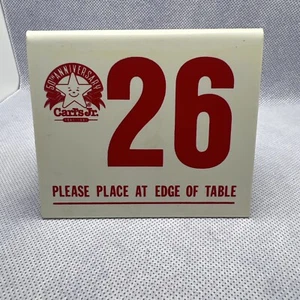 50TH ANNIVERSARY
Carl's Jr.
26
PLEASE PLACE AT EDGE OF TABLE